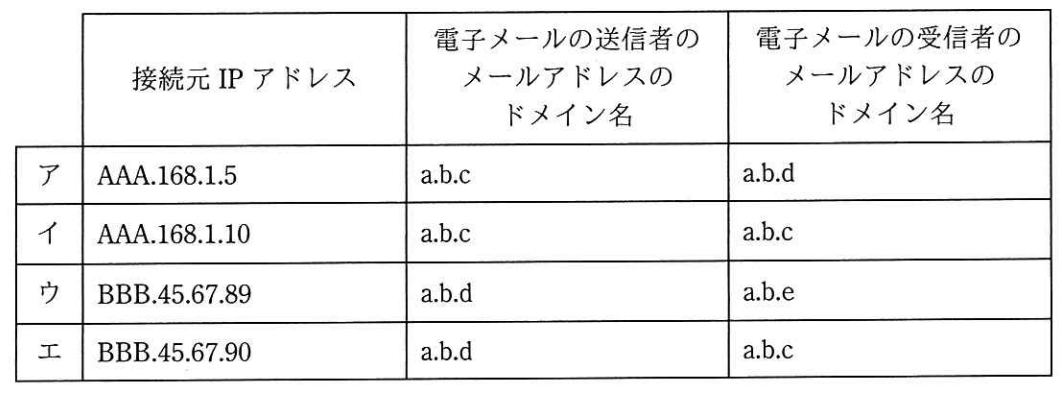 接続元 IP アドレス
電子メールの送信者の
メールアドレスの
ドメイン名
電子メールの受信者の
メールアドレスの
ドメイン名
ア AAA.168.1.5 a.b.c a.b.d
イ AAA.168.1.10 a.b.c a.b.c
ウ BBB.45.67.89 a.b.d a.b.e
エ BBB.45.67.90 a.b.d a.b.c